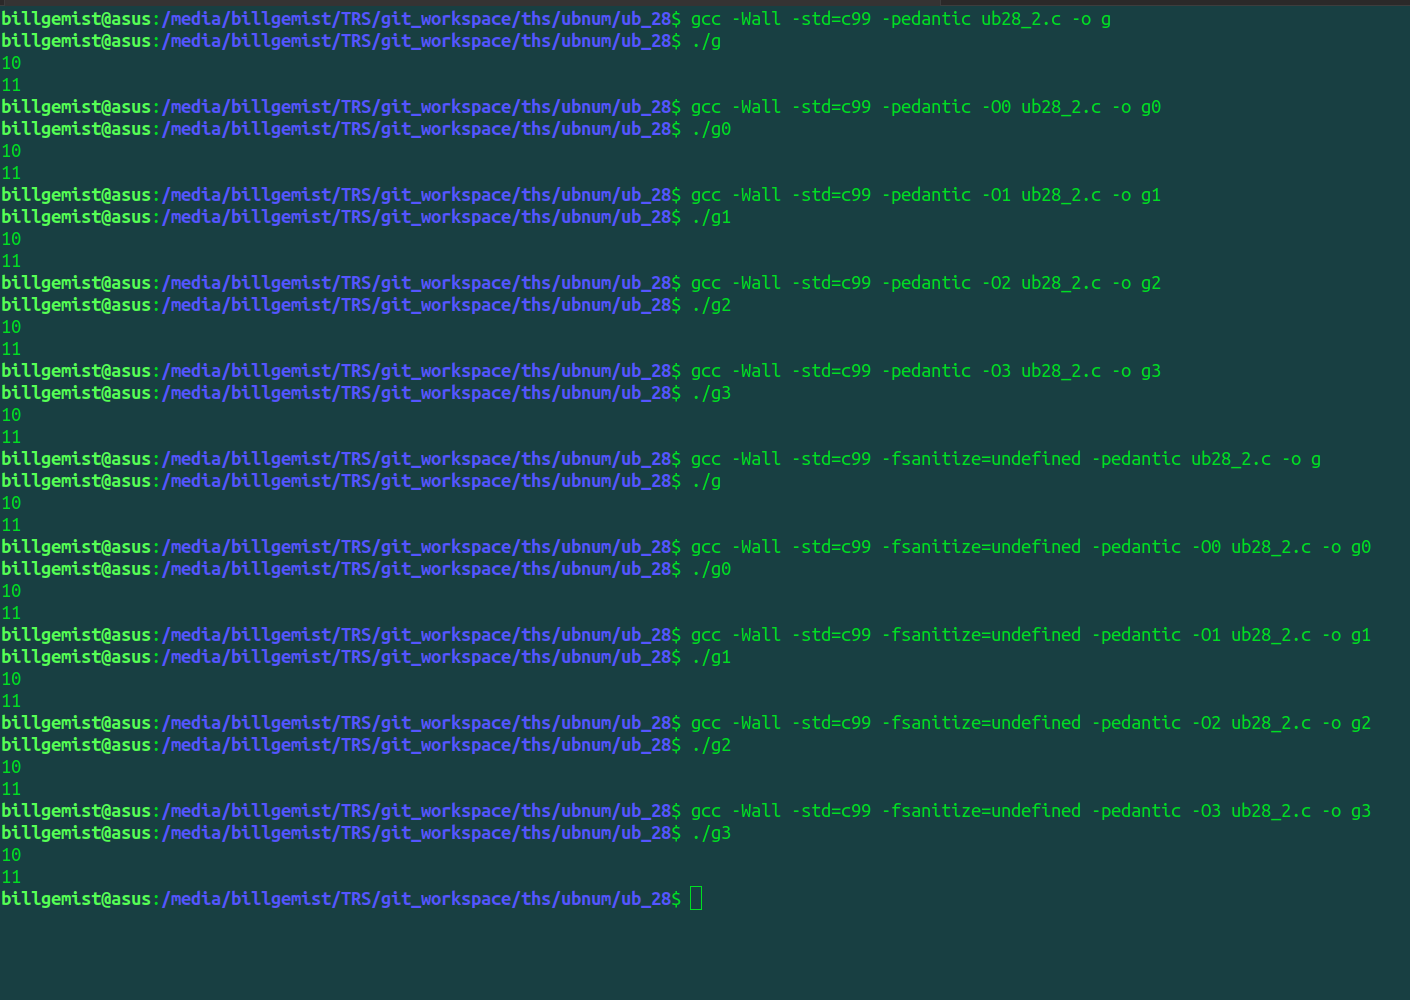 billgemist@asus:/media/billgemist/TRS/git_workspace/ths/ubnum/ub_28$ gcc -Wall -std=c99 -pedantic ub28_2.c -o g
billgemist@asus:/media/billgemist/TRS/git_workspace/ths/ubnum/ub_28$ ./g
10
11
billgemist@asus:/media/billgemist/TRS/git_workspace/ths/ubnum/ub_28$ gcc -Wall -std=c99 -pedantic -O0 ub28_2.c -o g0
billgemist@asus:/media/billgemist/TRS/git_workspace/ths/ubnum/ub_28$ ./g0
10
11
billgemist@asus:/media/billgemist/TRS/git_workspace/ths/ubnum/ub_28$ gcc -Wall -std=c99 -pedantic -O1 ub28_2.c -o g1
billgemist@asus:/media/billgemist/TRS/git_workspace/ths/ubnum/ub_28$ ./g1
10
11
billgemist@asus:/media/billgemist/TRS/git_workspace/ths/ubnum/ub_28$ gcc -Wall -std=c99 -pedantic -O2 ub28_2.c -o g2
billgemist@asus:/media/billgemist/TRS/git_workspace/ths/ubnum/ub_28$ ./g2
10
11
billgemist@asus:/media/billgemist/TRS/git_workspace/ths/ubnum/ub_28$ gcc -Wall -std=c99 -pedantic -O3 ub28_2.c -o g3
billgemist@asus:/media/billgemist/TRS/git_workspace/ths/ubnum/ub_28$ ./g3
10
11
billgemist@asus:/media/billgemist/TRS/git_workspace/ths/ubnum/ub_28$ gcc -Wall -std=c99 -fsanitize=undefined -pedantic ub28_2.c -o g
billgemist@asus:/media/billgemist/TRS/git_workspace/ths/ubnum/ub_28$ ./g
10
11
billgemist@asus:/media/billgemist/TRS/git_workspace/ths/ubnum/ub_28$ gcc -Wall -std=c99 -fsanitize=undefined -pedantic -O0 ub28_2.c -o g0
billgemist@asus:/media/billgemist/TRS/git_workspace/ths/ubnum/ub_28$ ./g0
10
11
billgemist@asus:/media/billgemist/TRS/git_workspace/ths/ubnum/ub_28$ gcc -Wall -std=c99 -fsanitize=undefined -pedantic -O1 ub28_2.c -o g1
billgemist@asus:/media/billgemist/TRS/git_workspace/ths/ubnum/ub_28$ ./g1
10
11
billgemist@asus:/media/billgemist/TRS/git_workspace/ths/ubnum/ub_28$ gcc -Wall -std=c99 -fsanitize=undefined -pedantic -O2 ub28_2.c -o g2
billgemist@asus:/media/billgemist/TRS/git_workspace/ths/ubnum/ub_28$ ./g2
10
11
billgemist@asus:/media/billgemist/TRS/git_workspace/ths/ubnum/ub_28$ gcc -Wall -std=c99 -fsanitize=undefined -pedantic -O3 ub28_2.c -o g3
billgemist@asus:/media/billgemist/TRS/git_workspace/ths/ubnum/ub_28$ ./g3
10
11
billgemist@asus:/media/billgemist/TRS/git_workspace/ths/ubnum/ub_28$